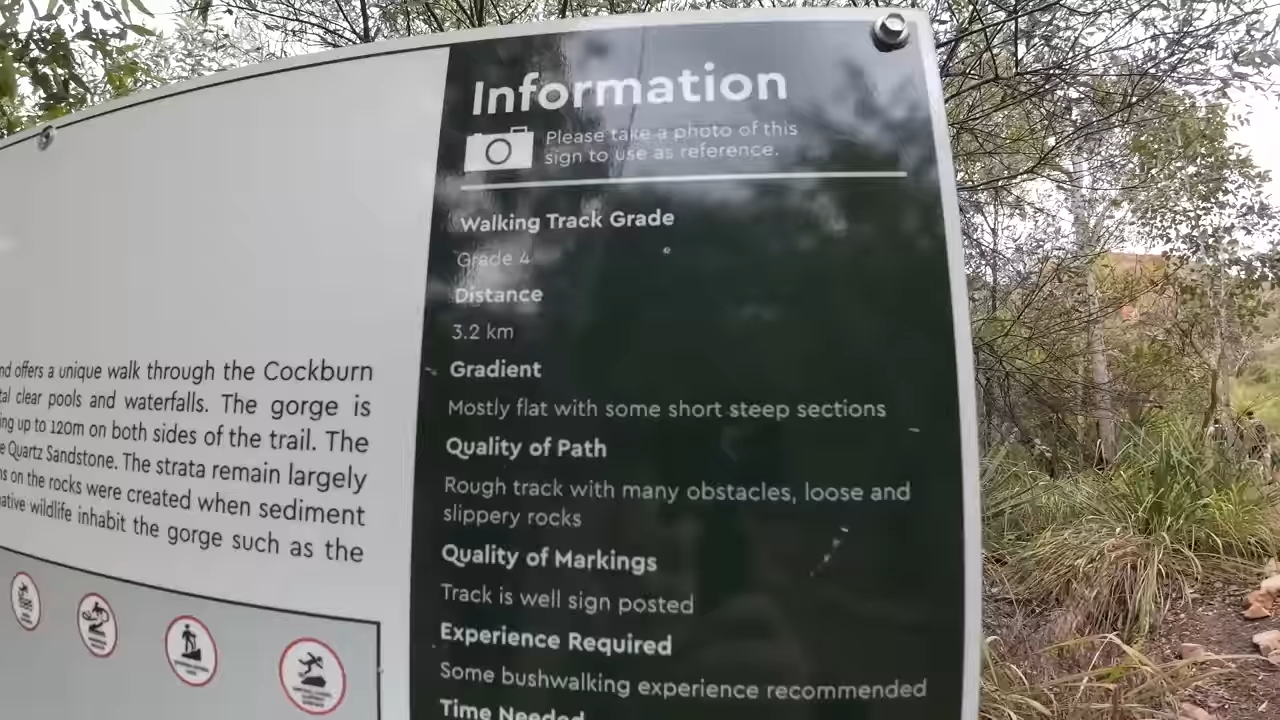 nd offers a unique walk through the Cockburn
tal clear pools and waterfalls. The gorge is
ing up to 120m on both sides of the trail. The
e Quartz Sandstone. The strata remain largely
ns on the rocks were created when sediment
ative wildlife inhabit the gorge such as the
Information
Please take a photo of this
sign to use as reference.
Walking Track Grade
Grade 4
Distance
3.2 km
Gradient
Mostly flat with some short steep sections
Quality of Path
Rough track with many obstacles, loose and
slippery rocks
Quality of Markings
Track is well sign posted
Experience Required
Some bushwalking experience recommended
Time Needed